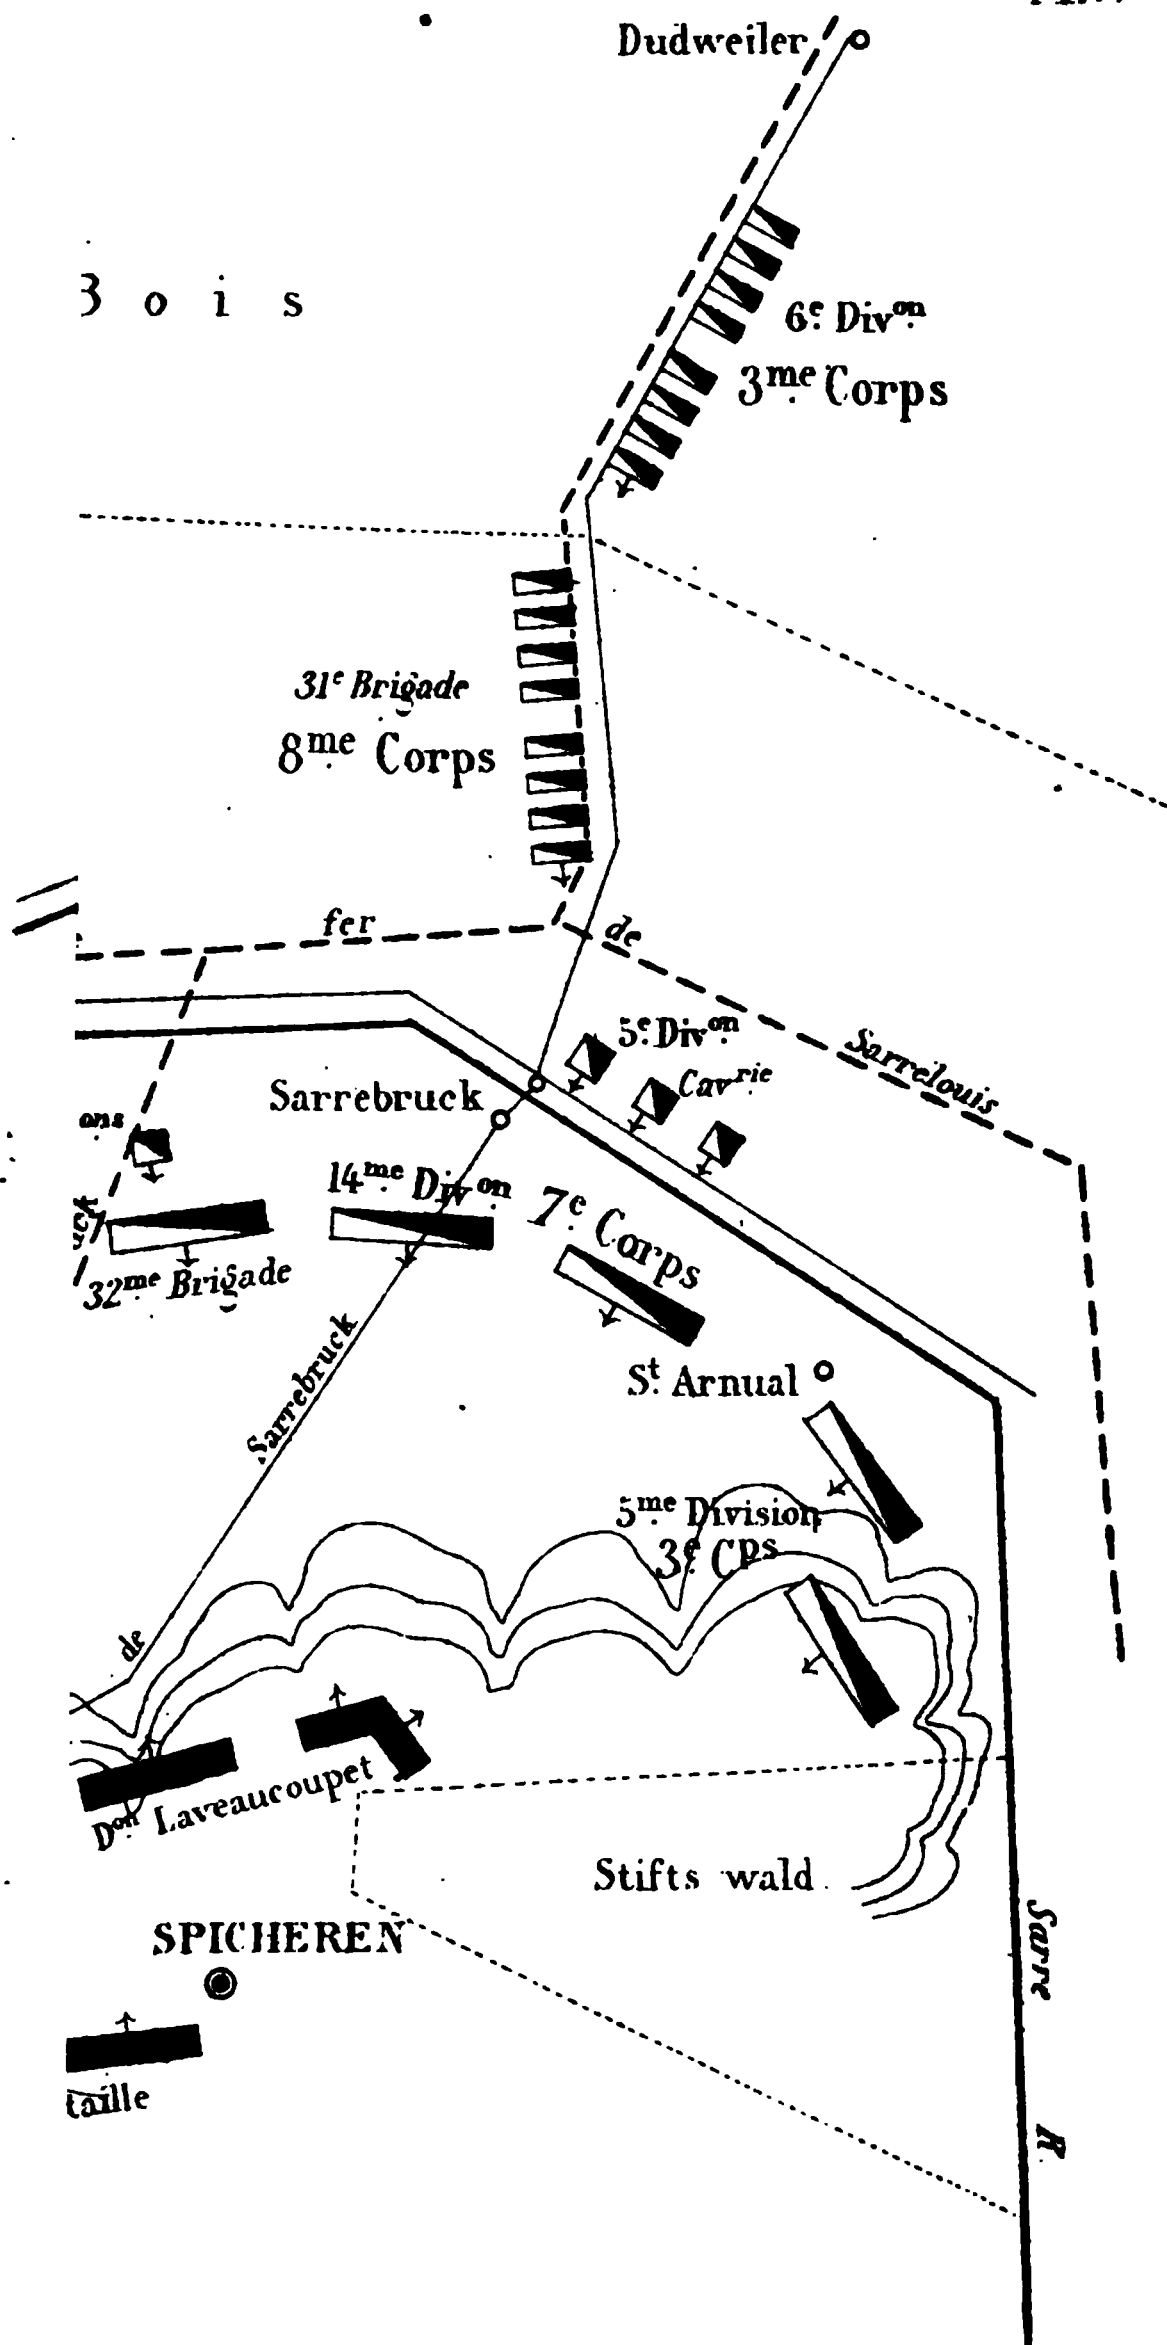 Dudweiler
Bois
6e. Divon.
3me. Corps
31e Brigade
8me. Corps
fer
de
5e. Divon.
Cavrie
Sarrelouis
Sarrebruck
ons
14me. Divon
7e. Corps
uck
32me. Brigade
Sarrebruck
St. Arnual
5me. Division
3e. Cps
de
Don. Laveaucoupet
Stifts wald
SPICHEREN
Sarre
R.
taille